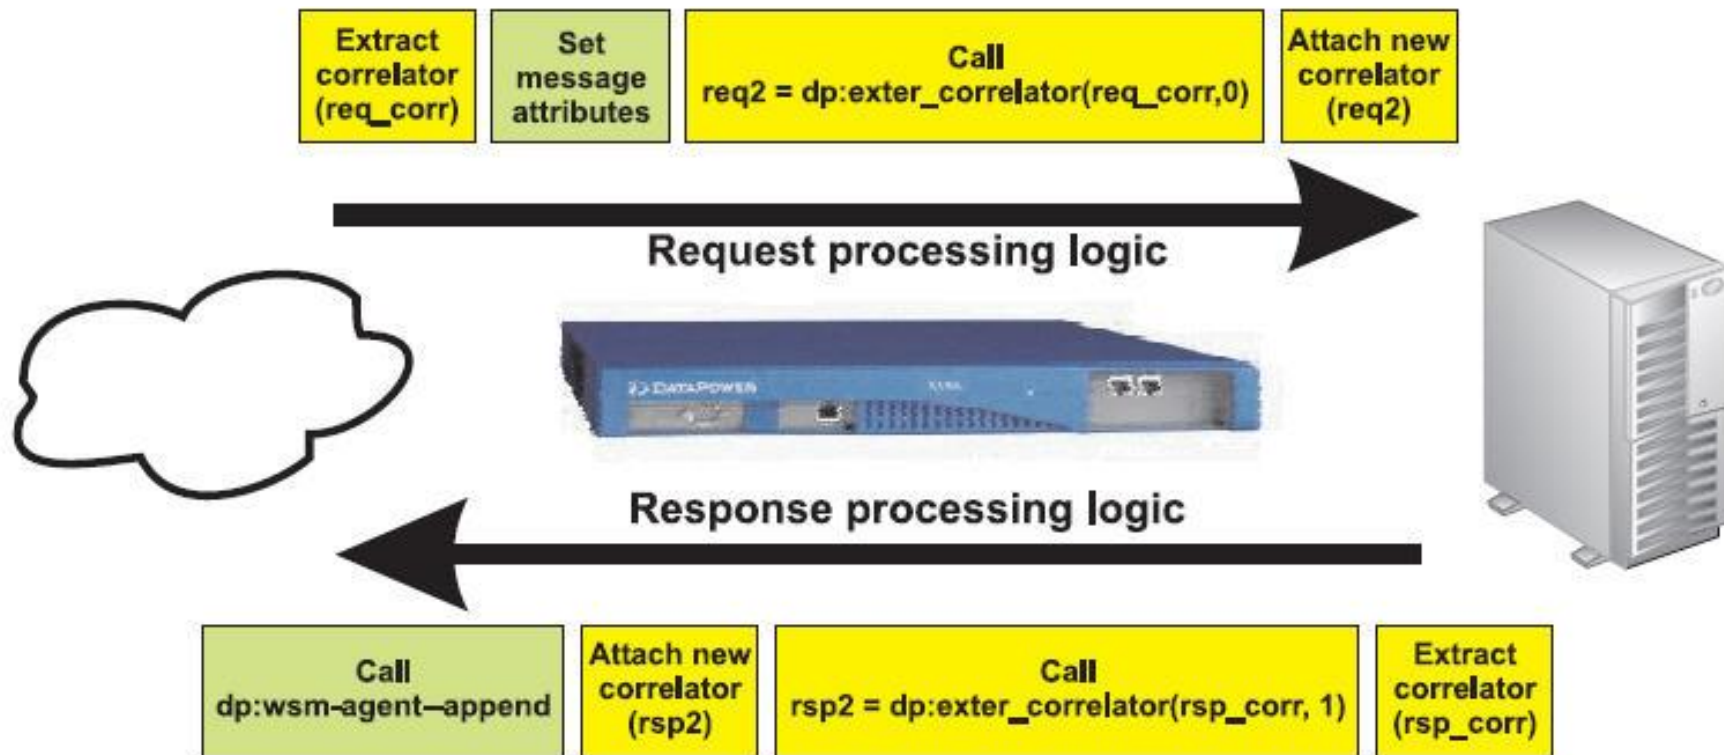 Extract
correlator
(req_corr)
Set
message
attributes
Call
req2 = dp:exter_correlator(req_corr,0)
Attach new
correlator
(req2)
Request processing logic
DATAPOWER
Response processing logic
Call
dp:wsm-agent–append
Attach new
correlator
(rsp2)
Call
rsp2 = dp:exter_correlator(rsp_corr, 1)
Extract
correlator
(rsp_corr)